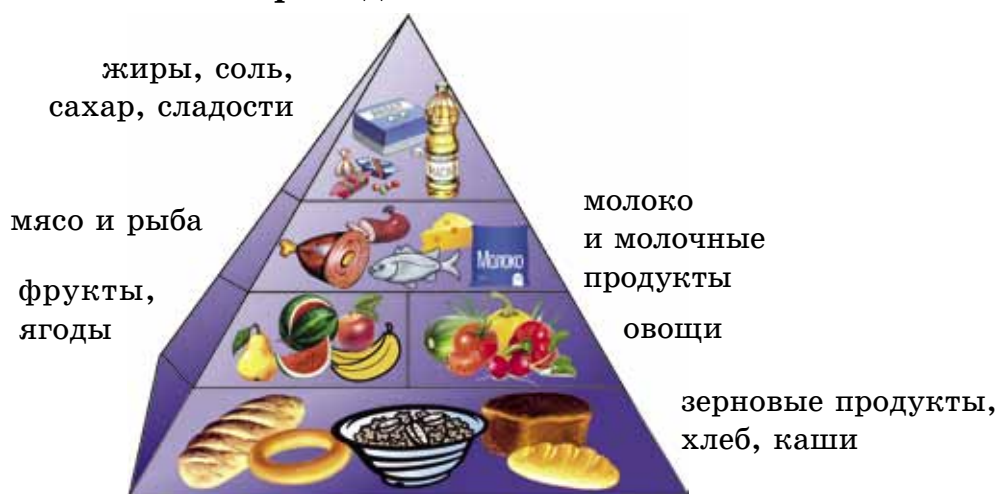 жиры, соль,
сахар, сладости
мясо и рыба
молоко
и молочные
продукты
Молоко
фрукты,
ягоды
овощи
зерновые продукты,
хлеб, каши